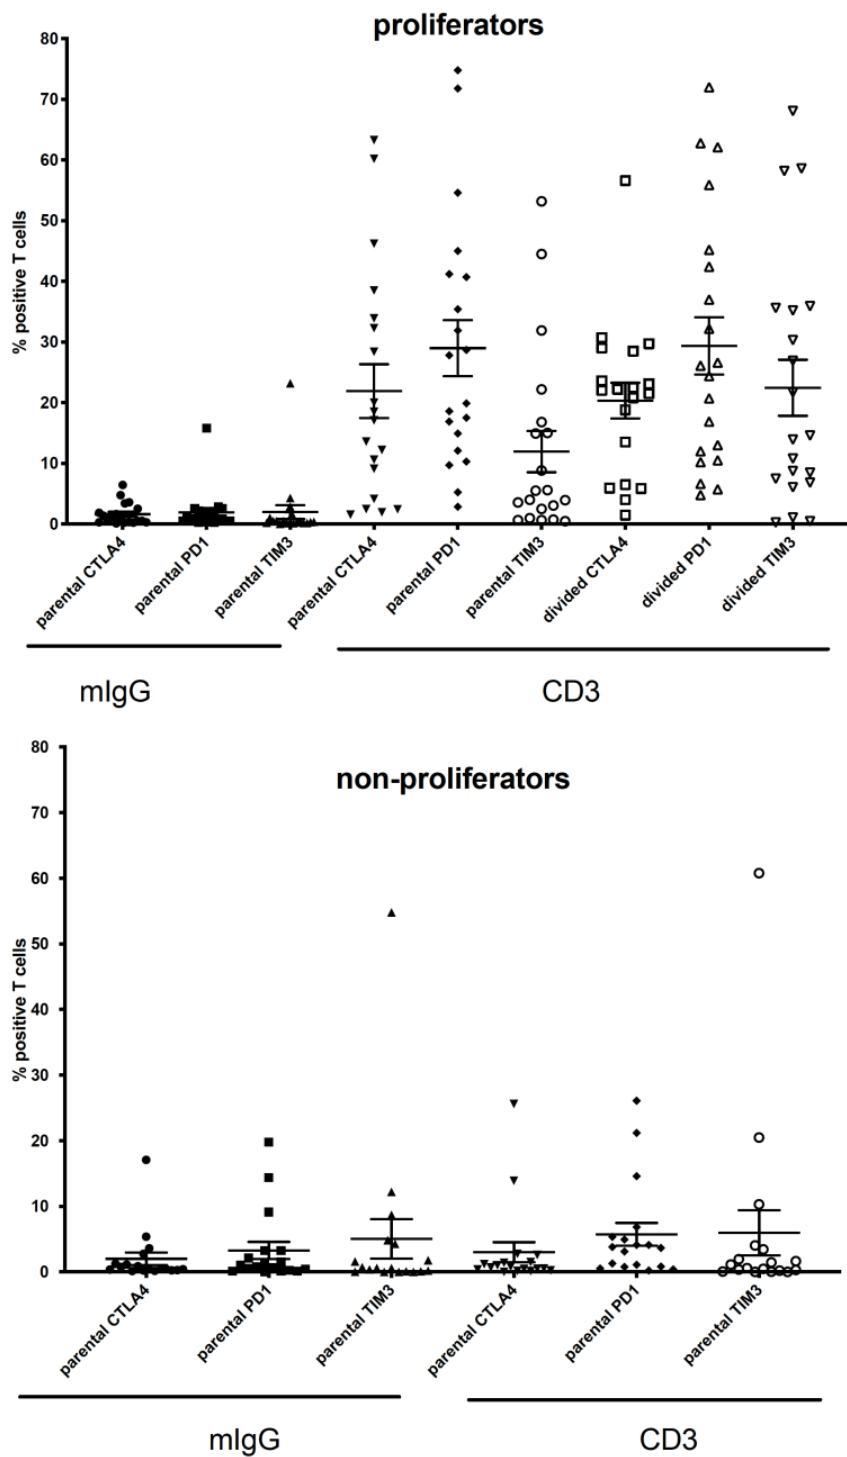 proliferators
80
70
60
50
40
30
20
10
0
% positive T cells
parental CTLA4
parental PD1
parental TIM3
parental CTLA4
parental PD1
parental TIM3
divided CTLA4
divided PD1
divided TIM3
mIgG
CD3
non-proliferators
80
70
60
50
40
30
20
10
0
% positive T cells
parental CTLA4
parental PD1
parental TIM3
parental CTLA4
parental PD1
parental TIM3
mIgG
CD3